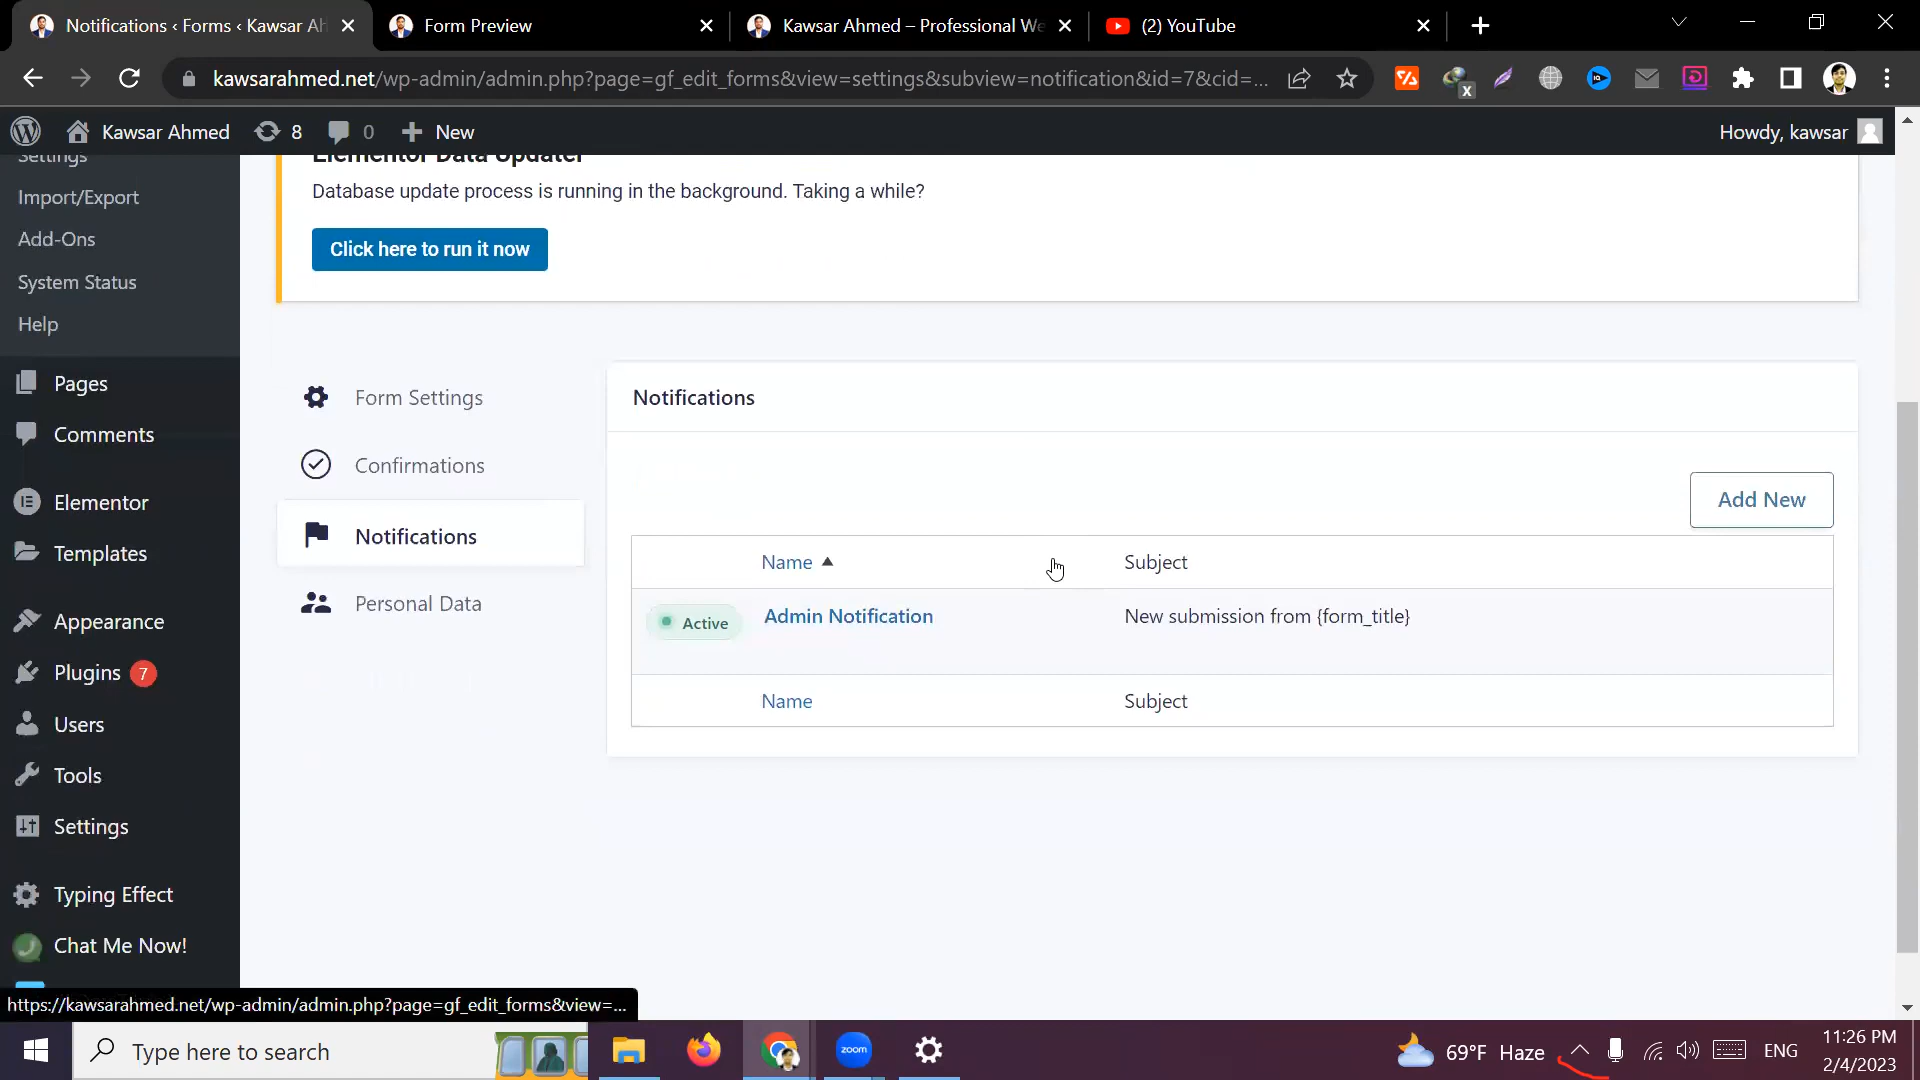 Notifications ‹ Forms ‹ Kawsar Ah
Form Preview
Kawsar Ahmed – Professional We
(2) YouTube
kawsarahmed.net/wp-admin/admin.php?page=gf_edit_forms&view=settings&subview=notification&id=7&cid=...
Kawsar Ahmed
8
0
New
Howdy, kawsar
Settings
Import/Export
Add-Ons
System Status
Help
Pages
Comments
Elementor
Templates
Appearance
Plugins 7
Users
Tools
Settings
Typing Effect
Chat Me Now!
Elementor Data Updater
Database update process is running in the background. Taking a while?
Click here to run it now
Form Settings
Confirmations
Notifications
Personal Data
Notifications
Add New
Name ▲ Subject
Active Admin Notification New submission from {form_title}
Name Subject
https://kawsarahmed.net/wp-admin/admin.php?page=gf_edit_forms&view=...
Type here to search
zoom
69°F Haze
ENG
11:26 PM
2/4/2023